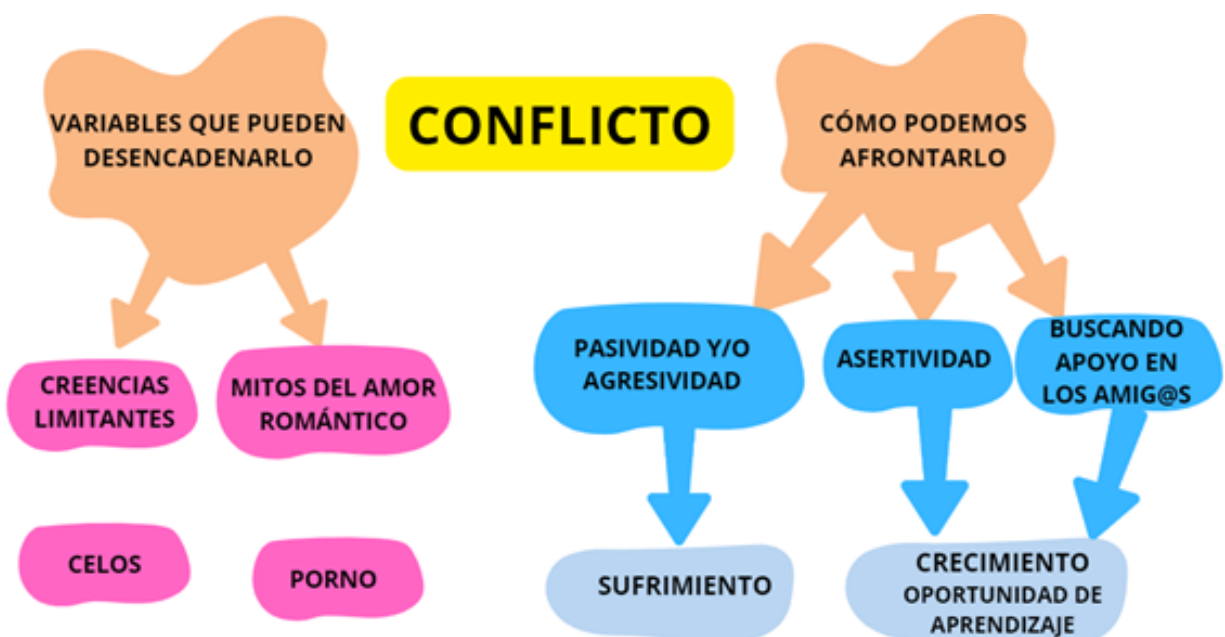 CONFLICTO
VARIABLES QUE PUEDEN
DESENCADENARLO
CREENCIAS
LIMITANTES
MITOS DEL AMOR
ROMÁNTICO
CELOS
PORNO
CÓMO PODEMOS
AFRONTARLO
PASIVIDAD Y/O
AGRESIVIDAD
ASERTIVIDAD
BUSCANDO
APOYO EN
LOS AMIG@S
SUFRIMIENTO
CRECIMIENTO
OPORTUNIDAD DE
APRENDIZAJE